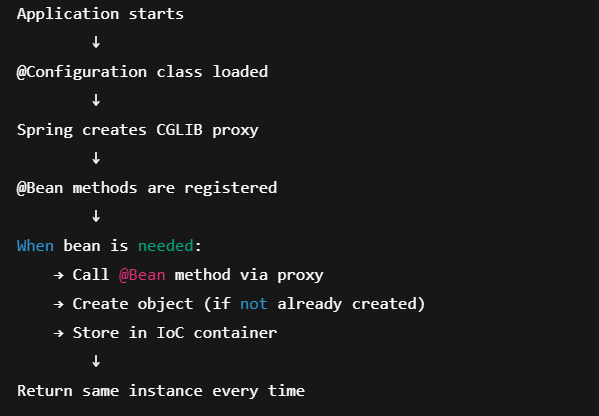 Application starts
↓
@Configuration class loaded
↓
Spring creates CGLIB proxy
↓
@Bean methods are registered
↓
When bean is needed:
→ Call @Bean method via proxy
→ Create object (if not already created)
→ Store in IoC container
↓
Return same instance every time